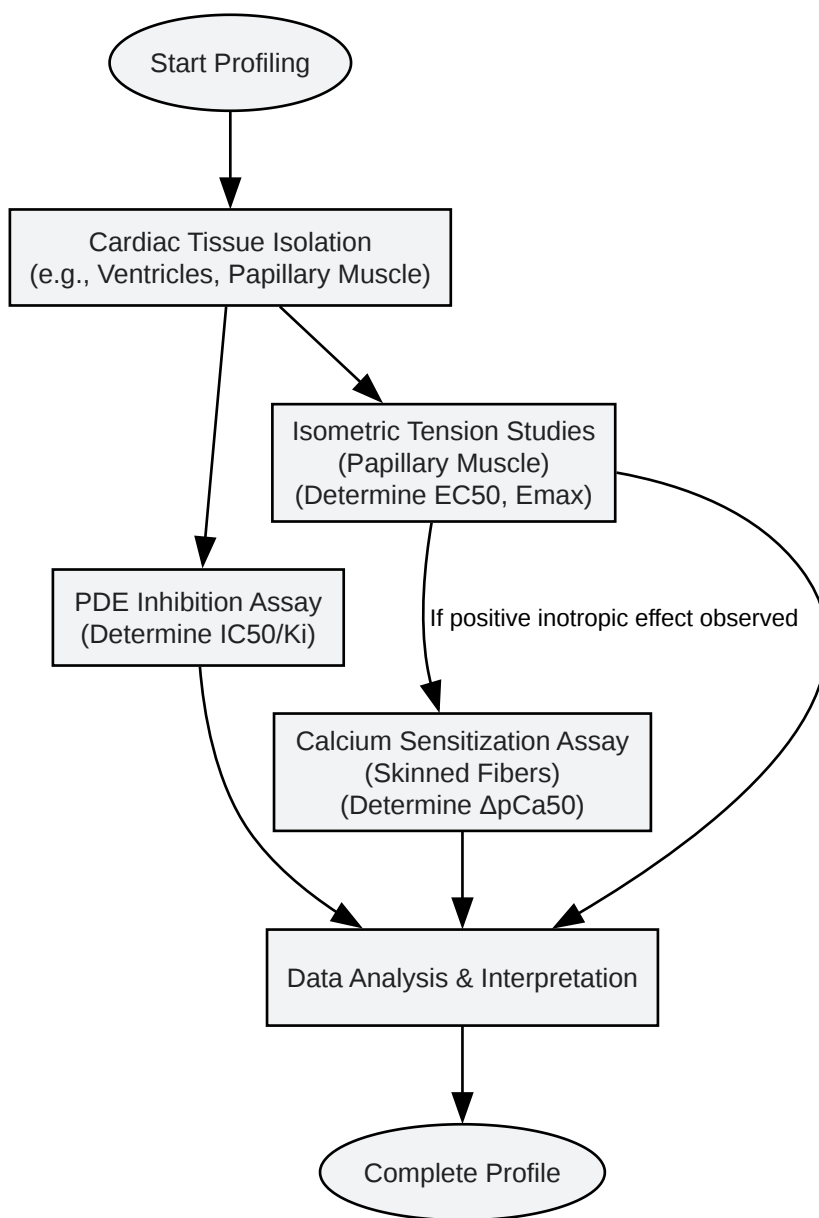 Start Profiling
Cardiac Tissue Isolation
(e.g., Ventricles, Papillary Muscle)
Isometric Tension Studies
(Papillary Muscle)
(Determine EC50, Emax)
PDE Inhibition Assay
(Determine IC50/Ki)
If positive inotropic effect observed
Calcium Sensitization Assay
(Skinned Fibers)
(Determine ΔpCa50)
Data Analysis & Interpretation
Complete Profile